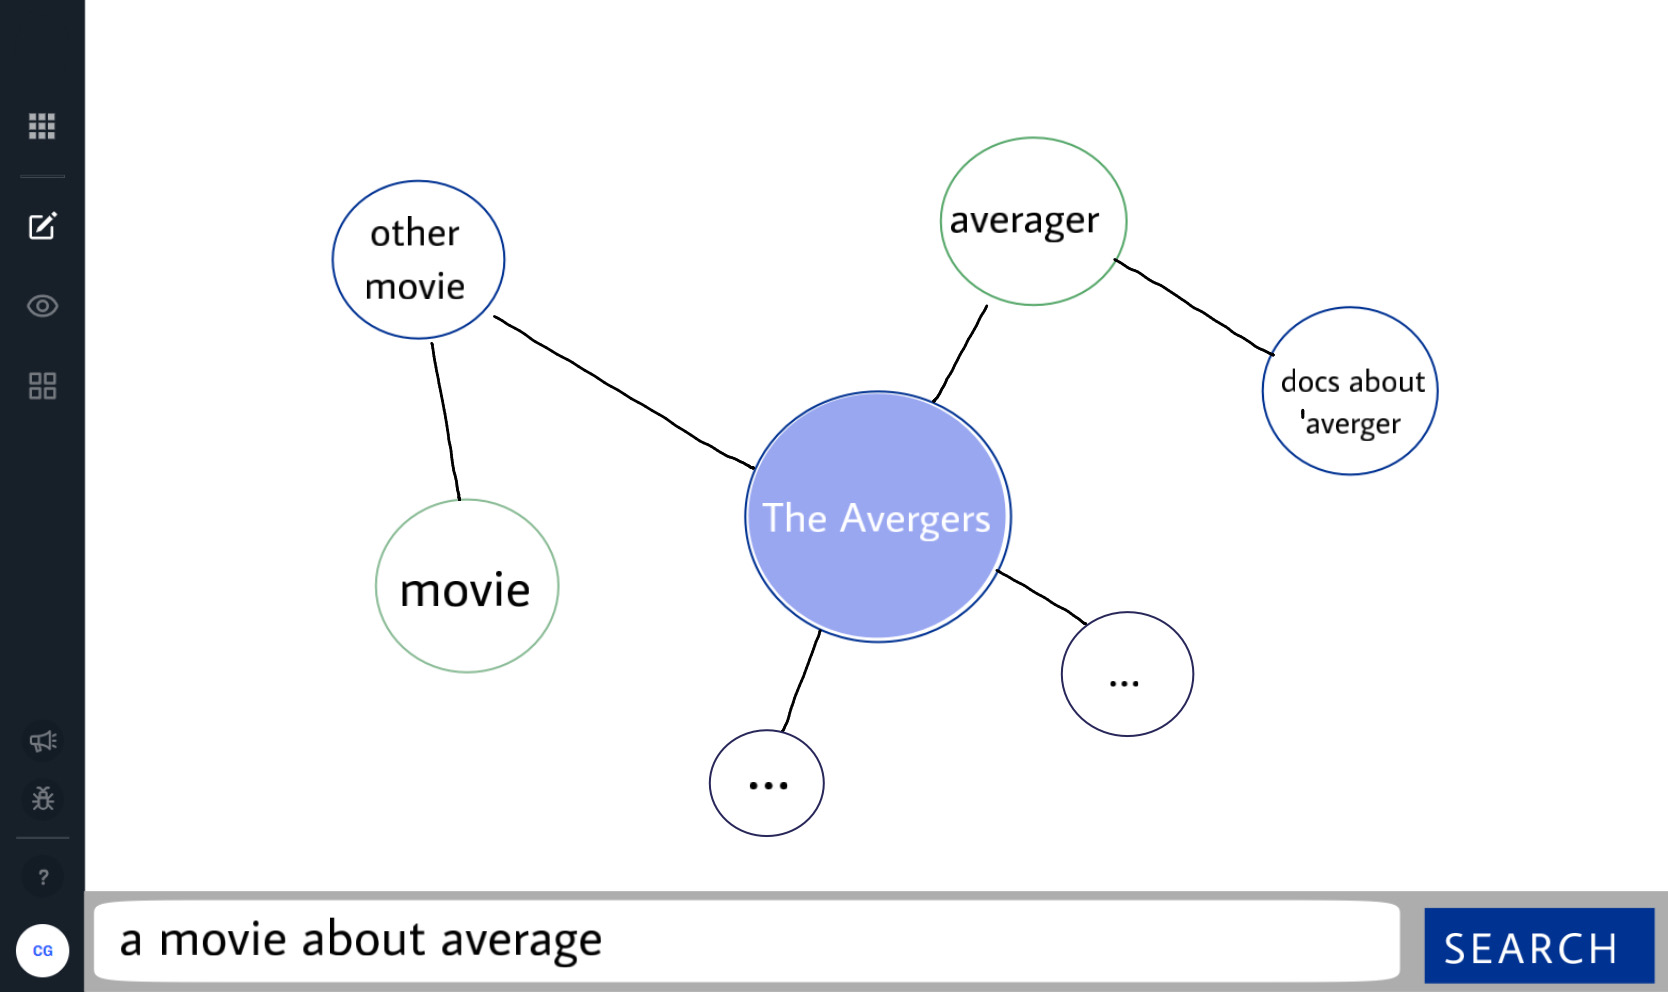 other
movie
averager
docs about
'averger
The Avergers
movie
...
...
?
CG
a movie about average
SEARCH